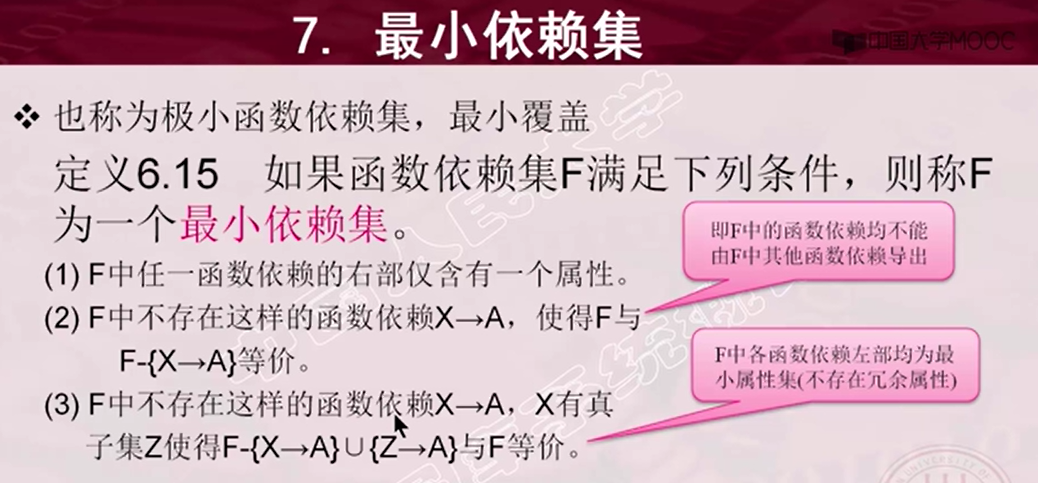 7. 最小依赖集
中国大学MOOC
❖ 也称为极小函数依赖集，最小覆盖
定义6.15 如果函数依赖集F满足下列条件，则称F
为一个最小依赖集。
即F中的函数依赖均不能
由F中其他函数依赖导出
(1) F中任一函数依赖的右部仅含有一个属性。
(2) F中不存在这样的函数依赖X→A，使得F与
F-{X→A}等价。
F中各函数依赖左部均为最
小属性集(不存在冗余属性)
(3) F中不存在这样的函数依赖X→A，X有真
子集Z使得F-{X→A}∪{Z→A}与F等价。